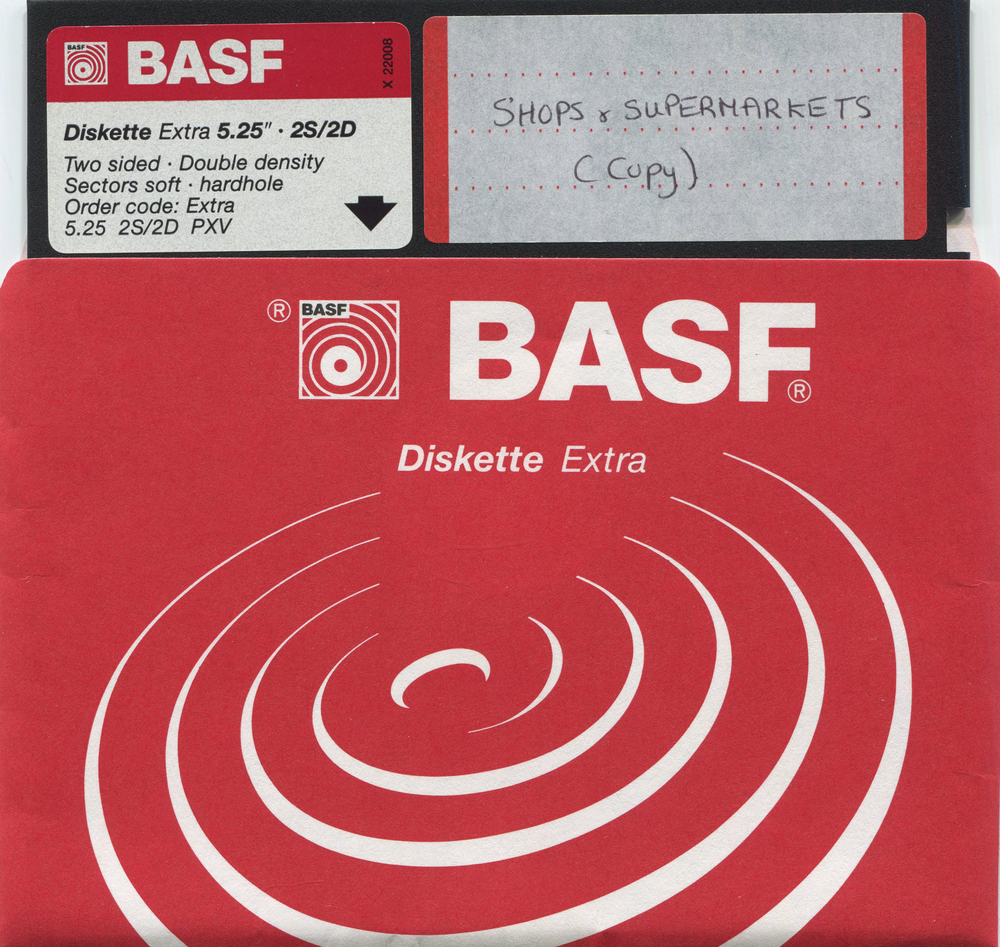 BASF
BASF
X 22008
Diskette Extra 5.25" · 2S/2D
Two sided · Double density
Sectors soft · hardhole
Order code: Extra
5.25 2S/2D PXV
SHOPS & SUPERMARKETS
(Copy)
® BASF
BASF®
Diskette Extra